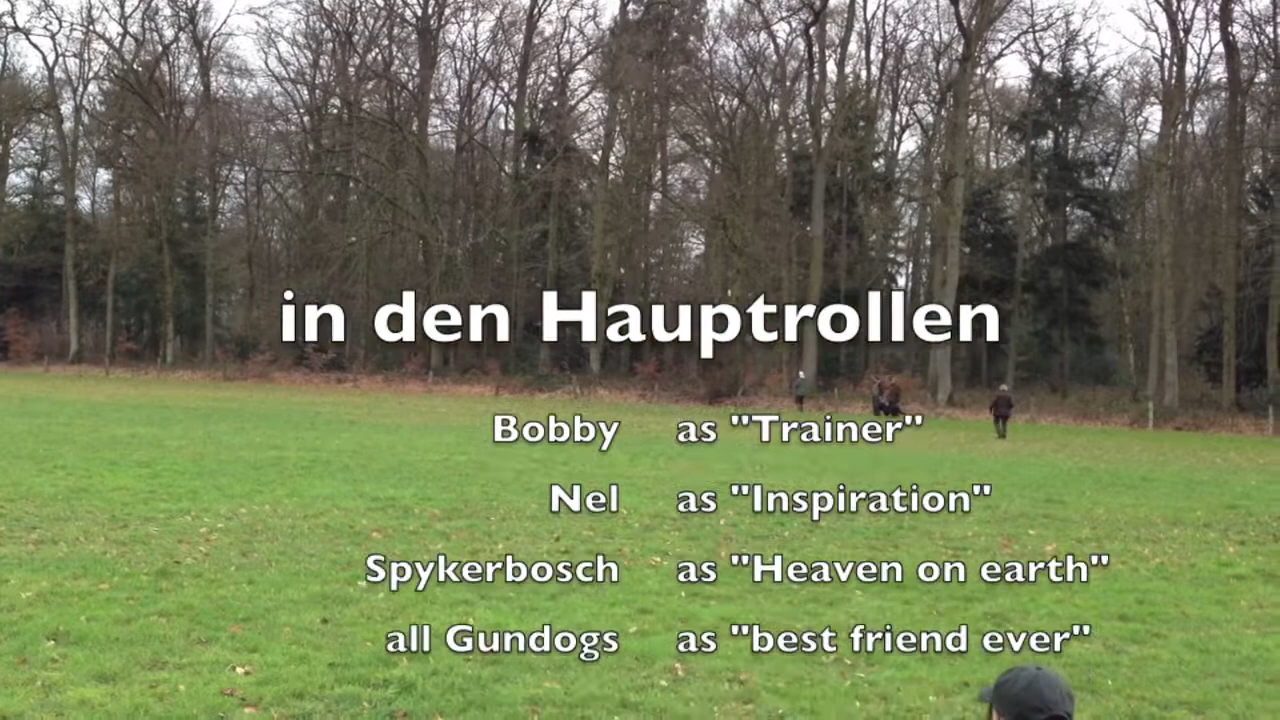 in den Hauptrollen
Bobby as "Trainer"
Nel as "Inspiration"
Spykerbosch as "Heaven on earth"
all Gundogs as "best friend ever"